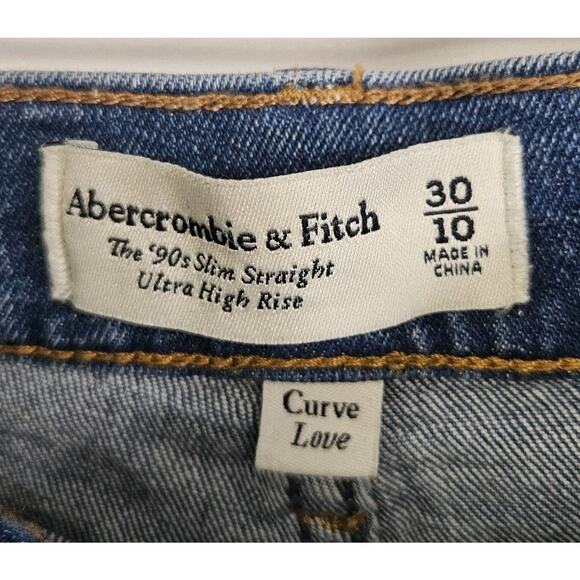 Abercrombie & Fitch
The '90s Slim Straight
Ultra High Rise
30
10
MADE IN
CHINA
Curve
Love